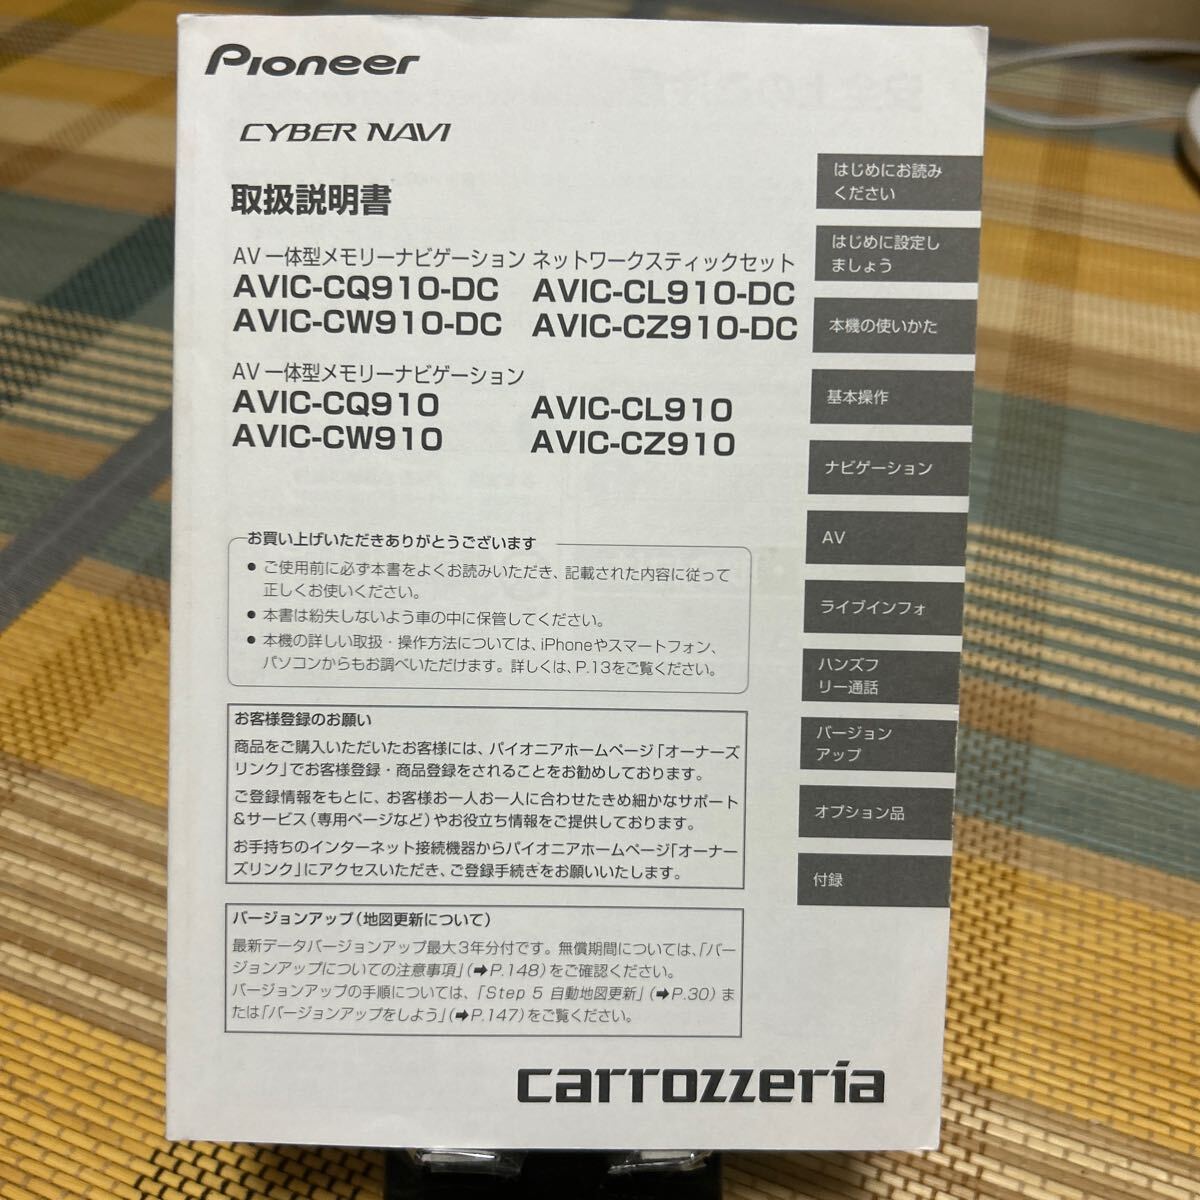 Pioneer
CYBER NAVI
取扱説明書
AV一体型メモリーナビゲーション ネットワークスティックセット
AVIC-CQ910-DC AVIC-CL910-DC
AVIC-CW910-DC AVIC-CZ910-DC
AV一体型メモリーナビゲーション
AVIC-CQ910 AVIC-CL910
AVIC-CW910 AVIC-CZ910
お買い上げいただきありがとうございます
● ご使用前に必ず本書をよくお読みいただき、記載された内容に従って
正しくお使いください。
● 本書は紛失しないよう車の中に保管してください。
● 本機の詳しい取扱・操作方法については、iPhoneやスマートフォン、
パソコンからもお調べいただけます。詳しくは、P.13をご覧ください。
お客様登録のお願い
商品をご購入いただいたお客様には、パイオニアホームページ「オーナーズ
リンク」でお客様登録・商品登録をされることをお勧めしております。
ご登録情報をもとに、お客様お一人お一人に合わせたきめ細かなサポート
&サービス(専用ページなど)やお役立ち情報をご提供しております。
お手持ちのインターネット接続機器からパイオニアホームページ「オーナー
ズリンク」にアクセスいただき、ご登録手続きをお願いいたします。
バージョンアップ(地図更新について)
最新データバージョンアップ最大3年分付です。無償期間については、「バー
ジョンアップについての注意事項」(➡P.148)をご確認ください。
バージョンアップの手順については、「Step 5 自動地図更新」(➡P.30)ま
たは「バージョンアップをしよう」(➡P.147)をご覧ください。
carrozzeria
はじめにお読み
ください
はじめに設定し
ましょう
本機の使いかた
基本操作
ナビゲーション
AV
ライブインフォ
ハンズフ
リー通話
バージョン
アップ
オプション品
付録